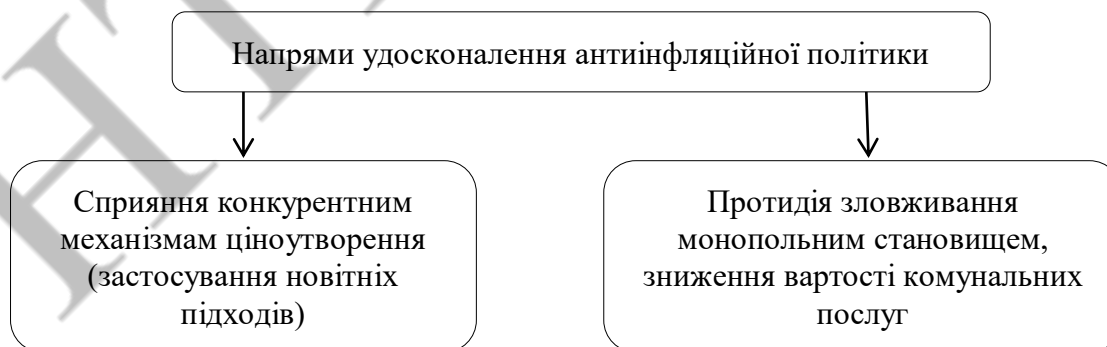 Напрями удосконалення антиінфляційної політики
Сприяння конкурентним
механізмам ціноутворення
(застосування новітніх
підходів)
Протидія зловживання
монопольним становищем,
зниження вартості комунальних
послуг